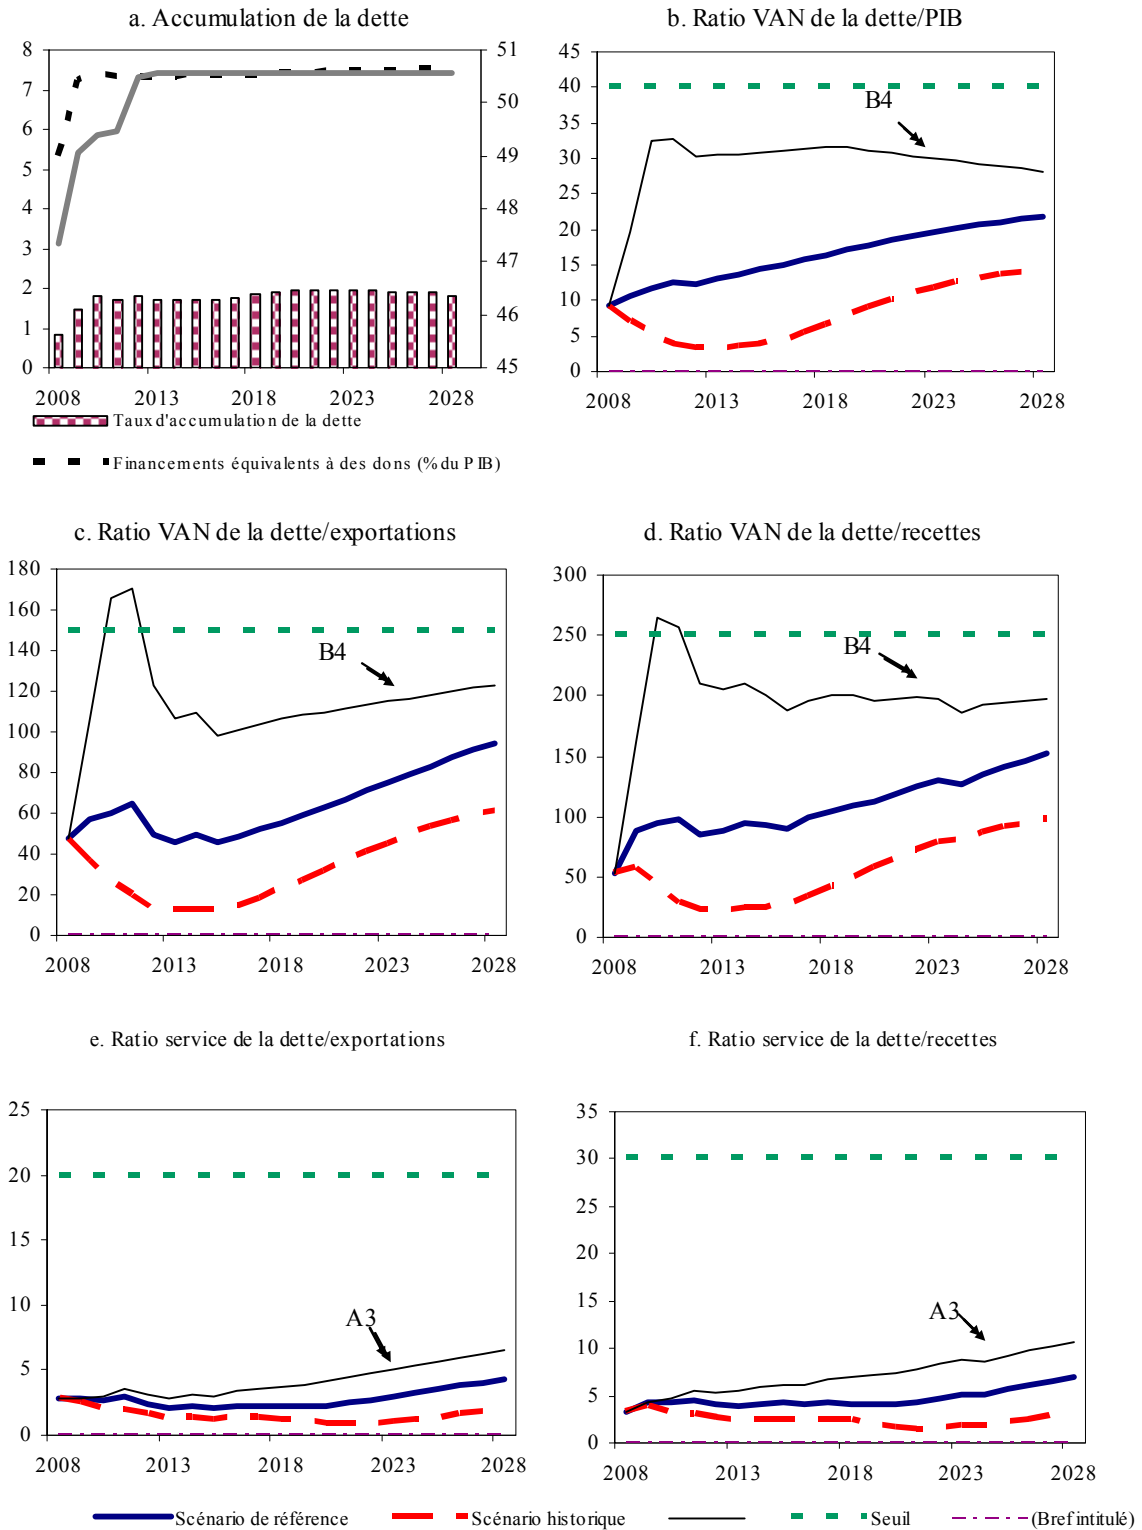 a. Accumulation de la dette
b. Ratio VAN de la dette/PIB
8
7
6
5
4
3
2
1
0
51
50
49
48
47
46
45
2008 2013 2018 2023 2028
Taux d'accumulation de la dette
Financements équivalents à des dons (% du PIB)
45
40
35
30
25
20
15
10
5
0
B4
2008 2013 2018 2023 2028
c. Ratio VAN de la dette/exportations
d. Ratio VAN de la dette/recettes
180
160
140
120
100
80
60
40
20
0
B4
2008 2013 2018 2023 2028
300
250
200
150
100
50
0
B4
2008 2013 2018 2023 2028
e. Ratio service de la dette/exportations
f. Ratio service de la dette/recettes
25
20
15
10
5
0
A3
2008 2013 2018 2023 2028
35
30
25
20
15
10
5
0
A3
2008 2013 2018 2023 2028
Scénario de référence Scénario historique Seuil (Bref intitulé)